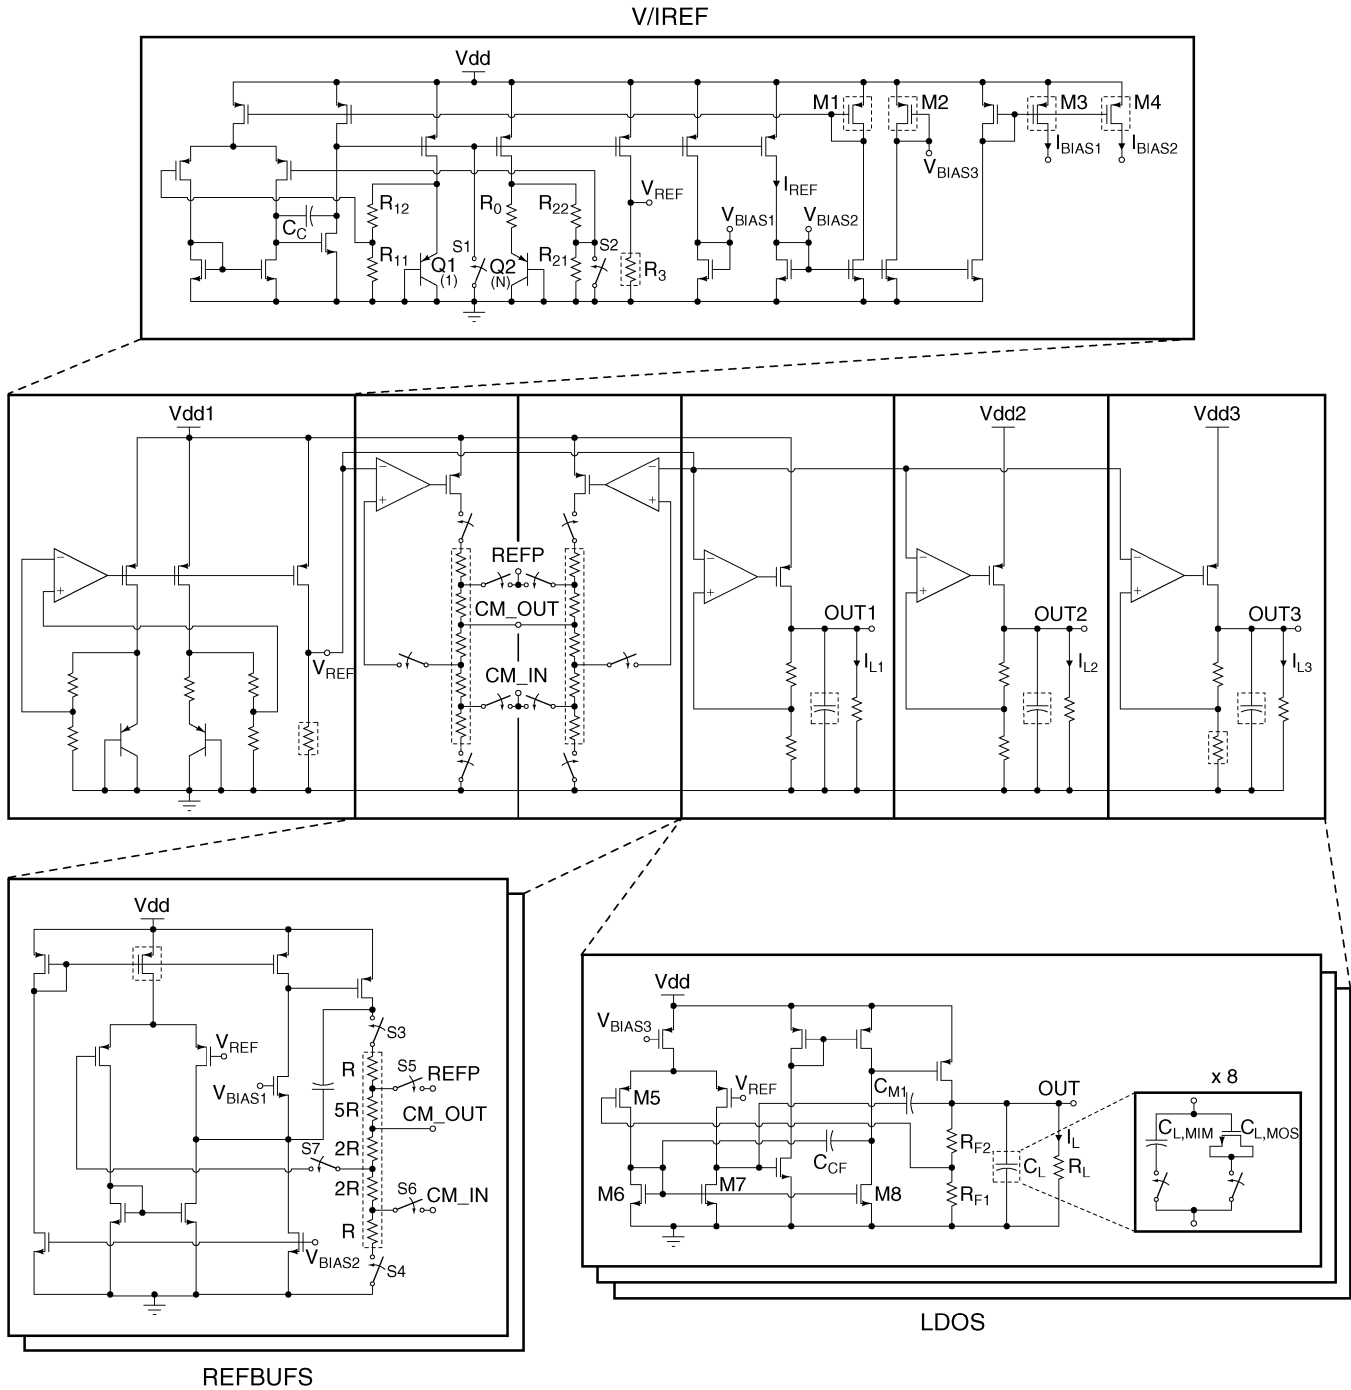 V/IREF
Vdd
M1 M2 M3 M4
IBIAS1 IBIAS2
VBIAS3
VREF IREF
R12 R0 R22
VBIAS1 VBIAS2
CC
S1 S2
R11 Q1 Q2 R21 R3
(1) (N)
Vdd1 Vdd2 Vdd3
− − 
+ +
REFP
− − − −
+ + + +
CM_OUT
OUT1 OUT2 OUT3
VREF IL1 IL2 IL3
CM_IN
Vdd
S3
VREF
R S5 REFP
VBIAS1
5R CM_OUT
S7 2R
2R S6 CM_IN
R
VBIAS2 S4
REFBUFS
Vdd
VBIAS3
M5 VREF CM1 OUT
x 8
CL,MIM CL,MOS
RF2 IL
CCF CL RL
M6 M7 M8 RF1
LDOS